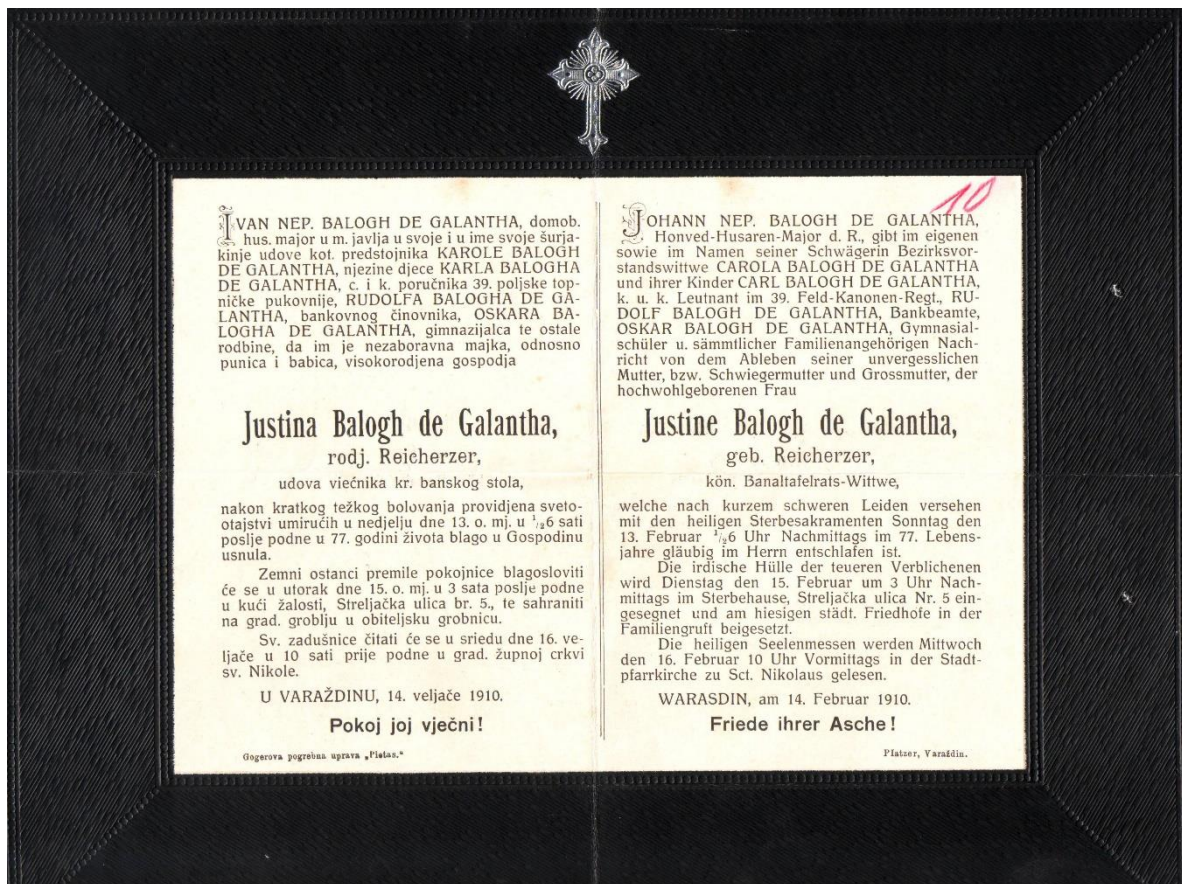 IVAN NEP. BALOGH DE GALANTHA, domob.
hus. major u m. javlja u svoje i u ime svoje šurja-
kinje udove kot. predstojnika KAROLE BALOGH
DE GALANTHA, njezine djece KARLA BALOGHA
DE GALANTHA, c. i k. poručnika 39. poljske top-
ničke pukovnije, RUDOLFA BALOGHA DE GA-
LANTHA, bankovnog činovnika, OSKARA BA-
LOGHA DE GALANTHA, gimnazijalca te ostale
rodbine, da im je nezaboravna majka, odnosno
punica i babica, visokorodjena gospodja
Justina Balogh de Galantha,
rodj. Reicherzer,
udova viećnika kr. banskog stola,
nakon kratkog težkog bolovanja providjena sveto-
otajstvi umirućih u nedjelju dne 13. o. mj. u ½6 sati
poslje podne u 77. godini života blago u Gospodinu
usnula.
Zemni ostanci premile pokojnice blagosloviti
će se u utorak dne 15. o. mj. u 3 sata poslje podne
u kući žalosti, Streljačka ulica br. 5., te sahraniti
na grad. groblju u obiteljsku grobnicu.
Sv. zadušnice čitati će se u sriedu dne 16. ve-
ljače u 10 sati prije podne u grad. župnoj crkvi
sv. Nikole.
U VARAŽDINU, 14. veljače 1910.
Pokoj joj vječni!
Gogerova pogrebna uprava „Pietas.“
10
JOHANN NEP. BALOGH DE GALANTHA,
Honved-Husaren-Major d. R., gibt im eigenen
sowie im Namen seiner Schwägerin Bezirksvor-
standswittwe CAROLA BALOGH DE GALANTHA
und ihrer Kinder CARL BALOGH DE GALANTHA,
k. u. k. Leutnant im 39. Feld-Kanonen-Regt., RU-
DOLF BALOGH DE GALANTHA, Bankbeamte,
OSKAR BALOGH DE GALANTHA, Gymnasial-
schüler u. sämmtlicher Familienangehörigen Nach-
richt von dem Ableben seiner unvergesslichen
Mutter, bzw. Schwiegermutter und Grossmutter, der
hochwohlgeborenen Frau
Justine Balogh de Galantha,
geb. Reicherzer,
kön. Banaltafelrats-Wittwe,
welche nach kurzem schweren Leiden versehen
mit den heiligen Sterbesakramenten Sonntag den
13. Februar ½6 Uhr Nachmittags im 77. Lebens-
jahre gläubig im Herrn entschlafen ist.
Die irdische Hülle der teueren Verblichenen
wird Dienstag den 15. Februar um 3 Uhr Nach-
mittags im Sterbehause, Streljačka ulica Nr. 5 ein-
gesegnet und am hiesigen städt. Friedhofe in der
Familiengruft beigesetzt.
Die heiligen Seelenmessen werden Mittwoch
den 16. Februar 10 Uhr Vormittags in der Stadt-
pfarrkirche zu Sct. Nikolaus gelesen.
WARASDIN, am 14. Februar 1910.
Friede ihrer Asche!
Platzer, Varaždin.